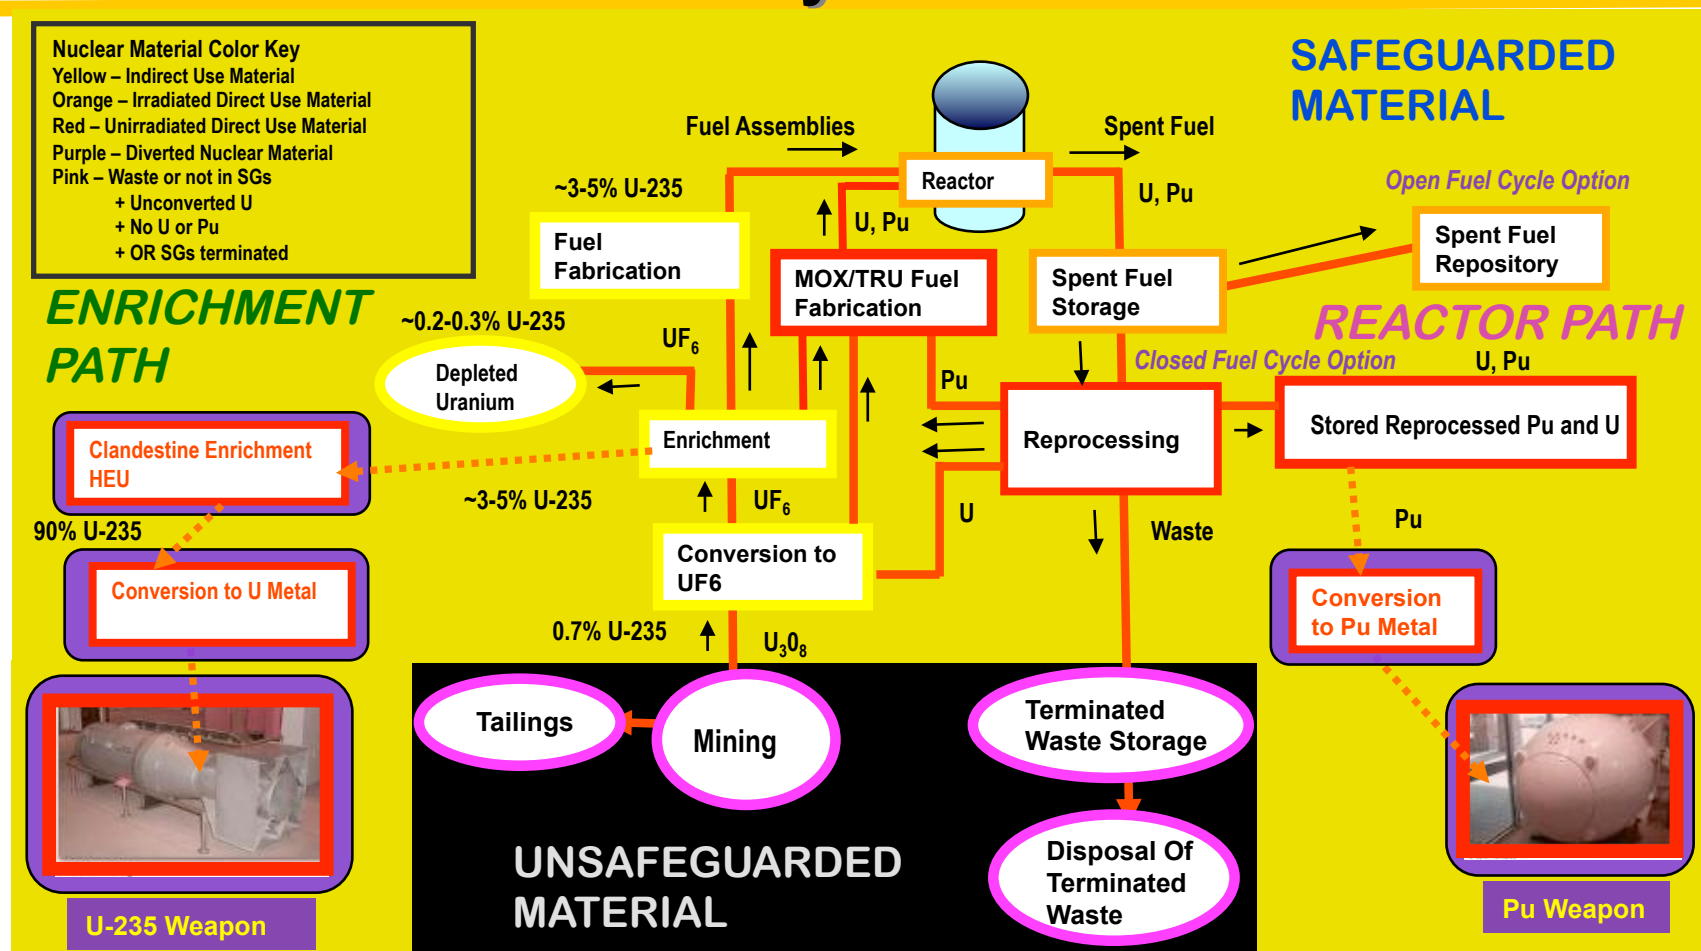 Nuclear Material Color Key
Yellow – Indirect Use Material
Orange – Irradiated Direct Use Material
Red – Unirradiated Direct Use Material
Purple – Diverted Nuclear Material
Pink – Waste or not in SGs
+ Unconverted U
+ No U or Pu
+ OR SGs terminated
SAFEGUARDED
MATERIAL
Fuel Assemblies
Spent Fuel
Reactor
~3-5% U-235
U, Pu
Open Fuel Cycle Option
Fuel
Fabrication
U, Pu
Spent Fuel
Repository
MOX/TRU Fuel
Fabrication
Spent Fuel
Storage
ENRICHMENT
PATH
REACTOR PATH
~0.2-0.3% U-235
UF6
Closed Fuel Cycle Option
U, Pu
Depleted
Uranium
Pu
Enrichment
Reprocessing
Stored Reprocessed Pu and U
Clandestine Enrichment
HEU
~3-5% U-235
UF6
U
Waste
Pu
90% U-235
Conversion to
UF6
Conversion to U Metal
Conversion
to Pu Metal
0.7% U-235
U308
Tailings
Mining
Terminated
Waste Storage
UNSAFEGUARDED
MATERIAL
Disposal Of
Terminated
Waste
U-235 Weapon
Pu Weapon